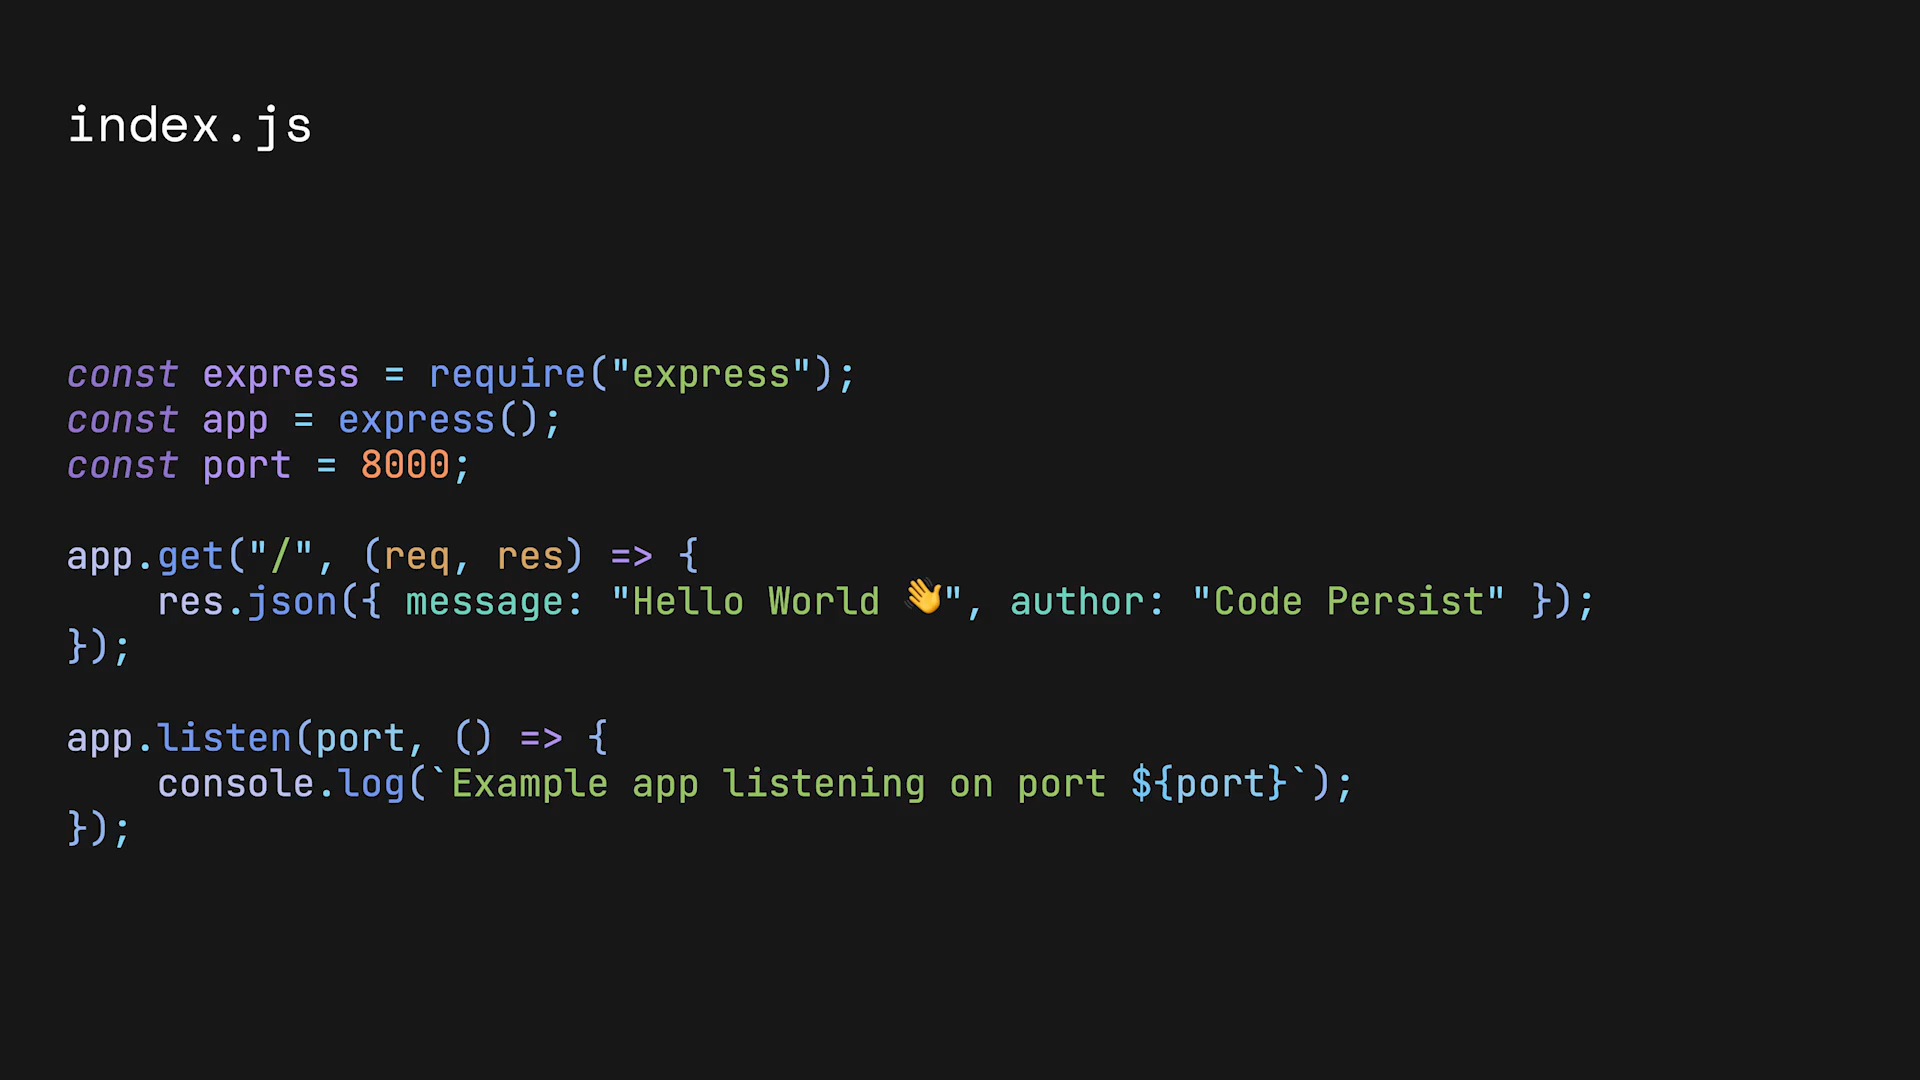 index.js
const express = require("express");
const app = express();
const port = 8000;
app.get("/", (req, res) => {
    res.json({ message: "Hello World 👋", author: "Code Persist" });
});
app.listen(port, () => {
    console.log(`Example app listening on port ${port}`);
});